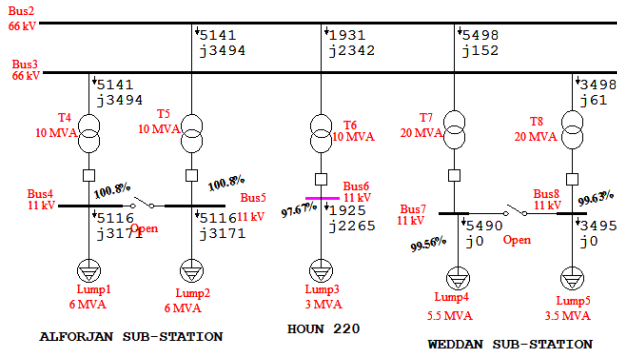 Bus2
66 kV
5141
j3494
1931
j2342
5498
j152
Bus3
66 kV
5141
j3494
3498
j61
T4
10 MVA
T5
10 MVA
T6
10 MVA
T7
20 MVA
T8
20 MVA
100.8%
100.8%
Bus4
11 kV
Open
Bus5
11 kV
5116
j3171
5116
j3171
Bus6
11 kV
97.67%
1925
j2265
Bus7
11 kV
Open
Bus8
11 kV
99.63%
99.56%
5490
j0
3495
j0
Lump1
6 MVA
Lump2
6 MVA
Lump3
3 MVA
Lump4
5.5 MVA
Lump5
3.5 MVA
ALFORJAN SUB-STATION
HOUN 220
WEDDAN SUB-STATION